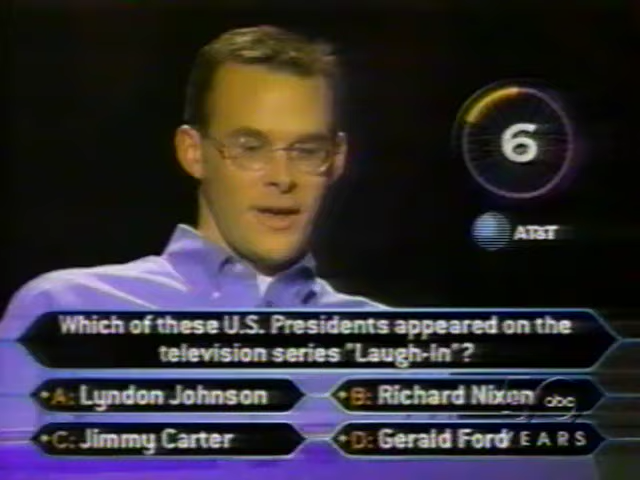 6
AT&T
Which of these U.S. Presidents appeared on the
television series "Laugh-In"?
A: Lyndon Johnson
B: Richard Nixon
abc
C: Jimmy Carter
D: Gerald Ford
YEARS